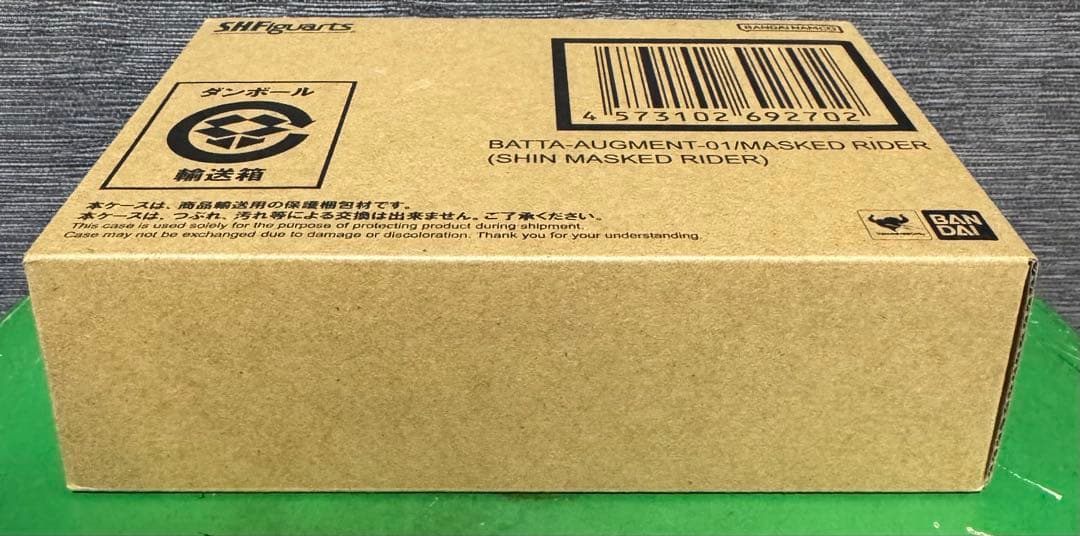 S.H.Figuarts
BANDAI NAMCO
ダンボール
輸送箱
4 573102 692702
BATTA-AUGMENT-01/MASKED RIDER
(SHIN MASKED RIDER)
本ケースは、商品輸送用の保護梱包材です。
本ケースは、つぶれ、汚れ等による交換は出来ません。ご了承ください。
This case is used solely for the purpose of protecting product during shipment.
Case may not be exchanged due to damage or discoloration. Thank you for your understanding.
BAN
DAI